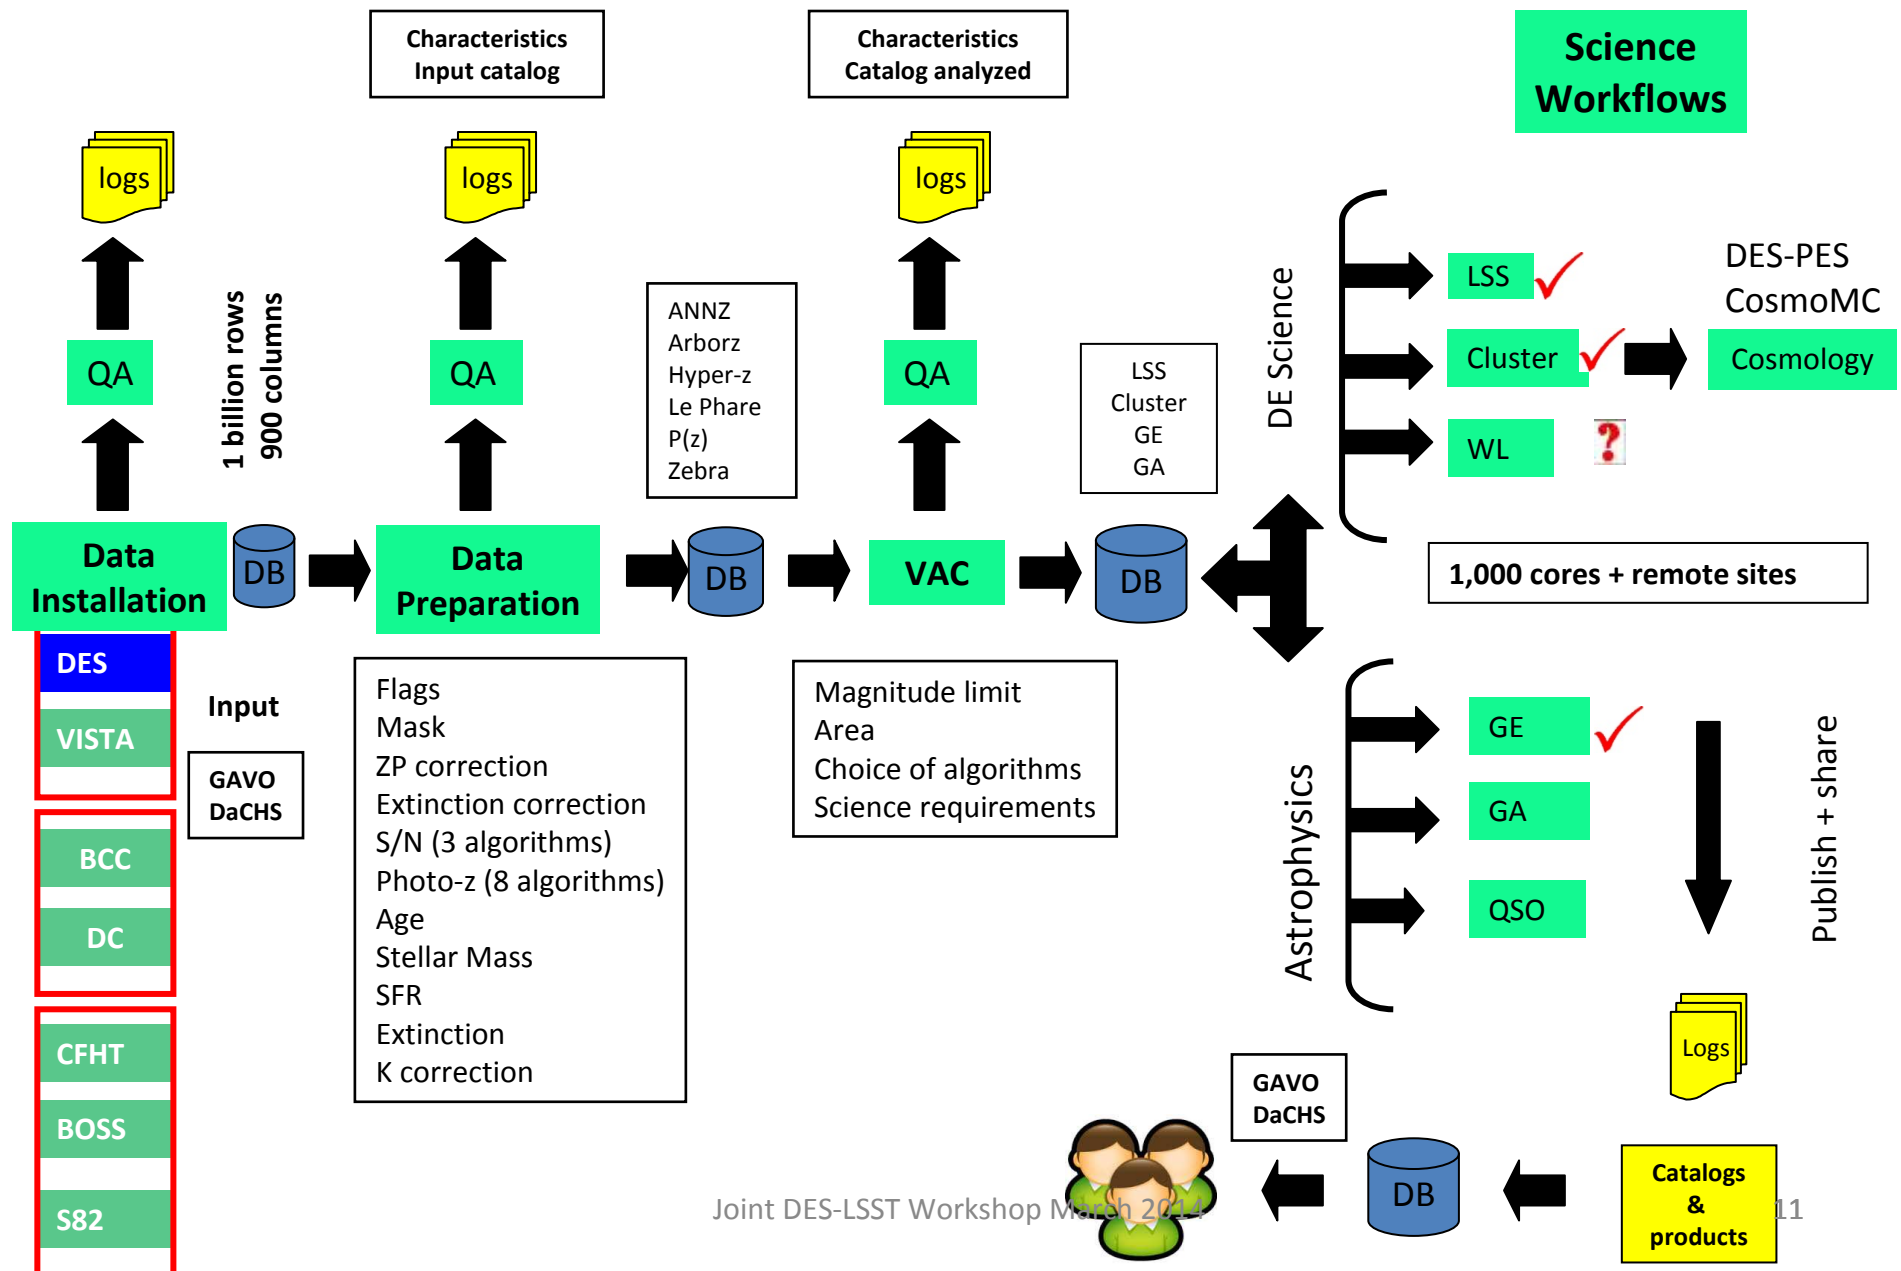 Characteristics
Input catalog
Characteristics
Catalog analyzed
Science
Workflows
logs
logs
logs
QA
1 billion rows
900 columns
QA
ANNZ
Arborz
Hyper-z
Le Phare
P(z)
Zebra
QA
LSS
Cluster
GE
GA
DE Science
LSS
Cluster
WL
?
DES-PES
CosmoMC
Cosmology
Data
Installation
DB
Data
Preparation
DB
VAC
DB
1,000 cores + remote sites
DES
VISTA
BCC
DC
CFHT
BOSS
S82
Input
GAVO
DaCHS
Flags
Mask
ZP correction
Extinction correction
S/N (3 algorithms)
Photo-z (8 algorithms)
Age
Stellar Mass
SFR
Extinction
K correction
Magnitude limit
Area
Choice of algorithms
Science requirements
Astrophysics
GE
GA
QSO
Publish + share
Logs
GAVO
DaCHS
DB
Catalogs
&
products
Joint DES-LSST Workshop March 2014
11